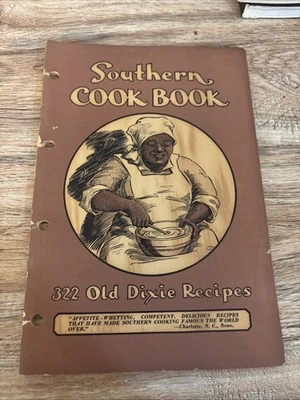 Southern
COOK BOOK
322 Old Dixie Recipes
"APPETITE-WHETTING, COMPETENT, DELICIOUS RECIPES
THAT HAVE MADE SOUTHERN COOKING FAMOUS THE WORLD
OVER."
—Charlotte, N. C., News.